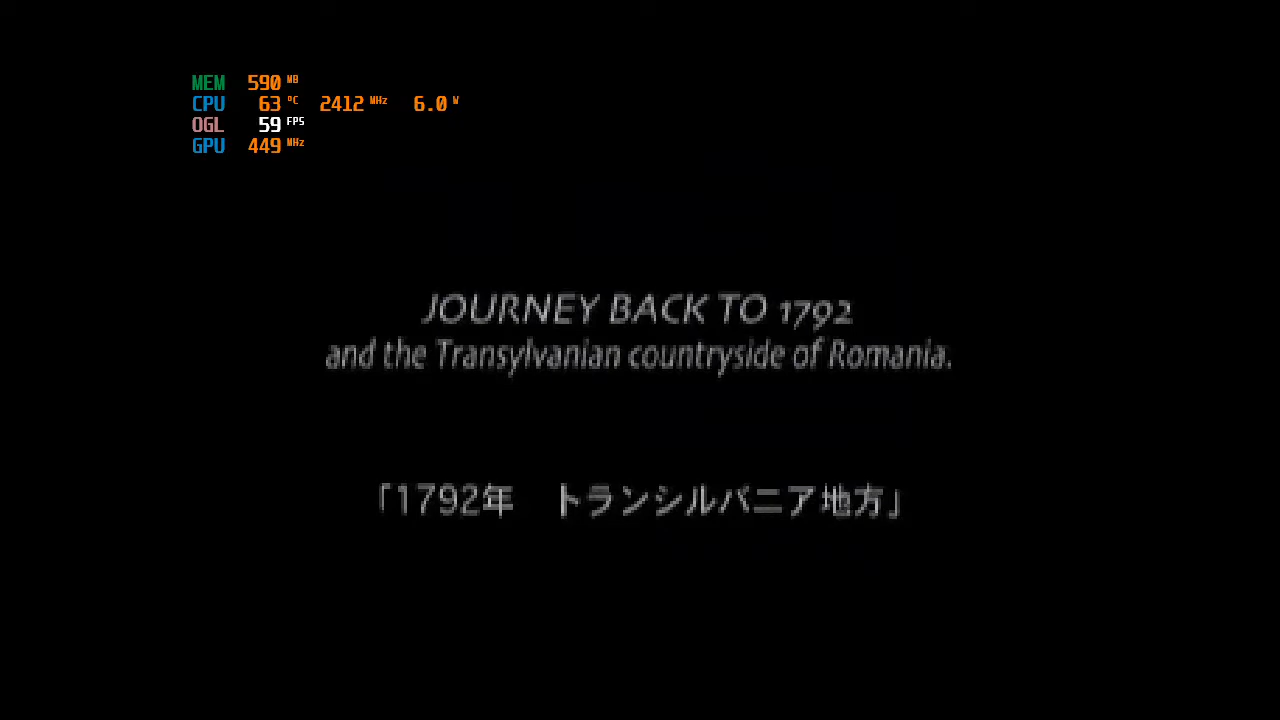 MEM 590 MB
CPU 63 °C 2412 MHz 6.0 W
OGL 59 FPS
GPU 449 MHz
JOURNEY BACK TO 1792
and the Transylvanian countryside of Romania.
「1792年　トランシルバニア地方」